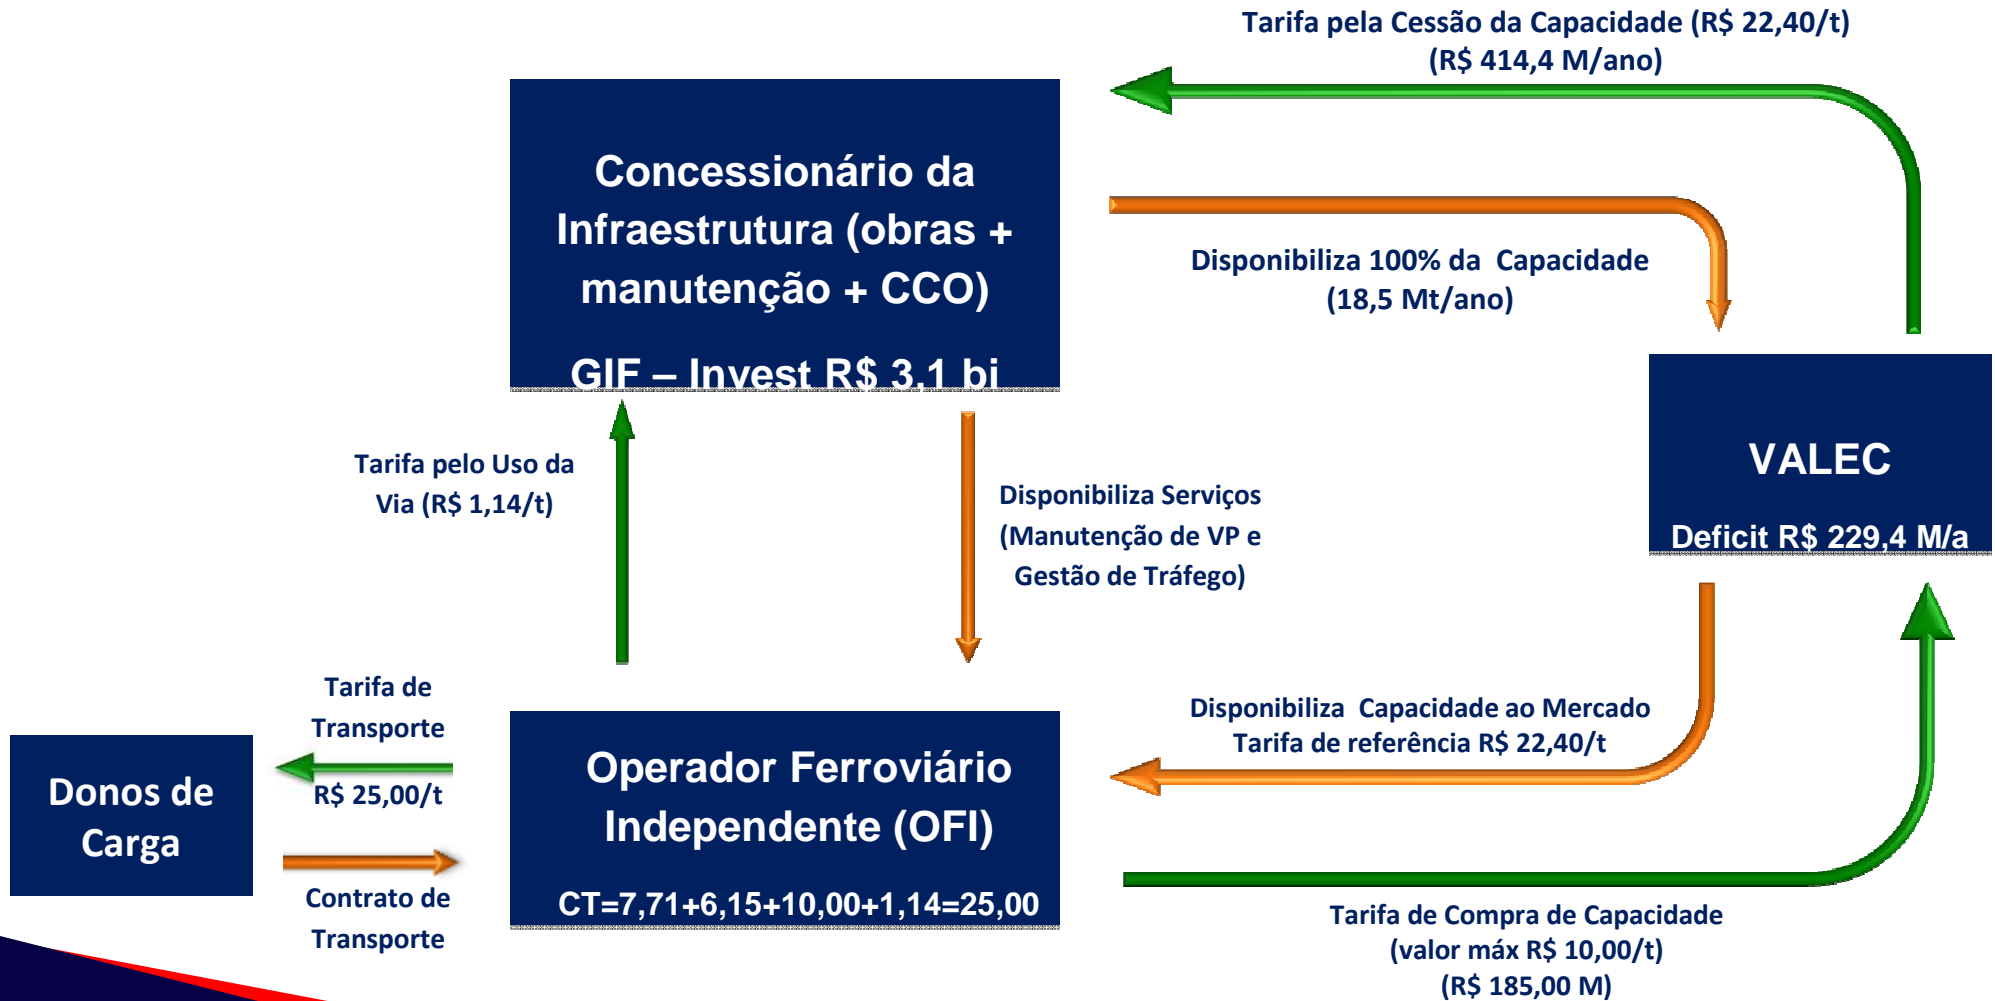 Tarifa pela Cessão da Capacidade (R$ 22,40/t)
(R$ 414,4 M/ano)
Concessionário da
Infraestrutura (obras +
manutenção + CCO)
GIF – Invest R$ 3,1 bi
Disponibiliza 100% da Capacidade
(18,5 Mt/ano)
VALEC
Deficit R$ 229,4 M/a
Tarifa pelo Uso da
Via (R$ 1,14/t)
Disponibiliza Serviços
(Manutenção de VP e
Gestão de Tráfego)
Tarifa de
Transporte
R$ 25,00/t
Donos de
Carga
Contrato de
Transporte
Operador Ferroviário
Independente (OFI)
CT=7,71+6,15+10,00+1,14=25,00
Disponibiliza Capacidade ao Mercado
Tarifa de referência R$ 22,40/t
Tarifa de Compra de Capacidade
(valor máx R$ 10,00/t)
(R$ 185,00 M)